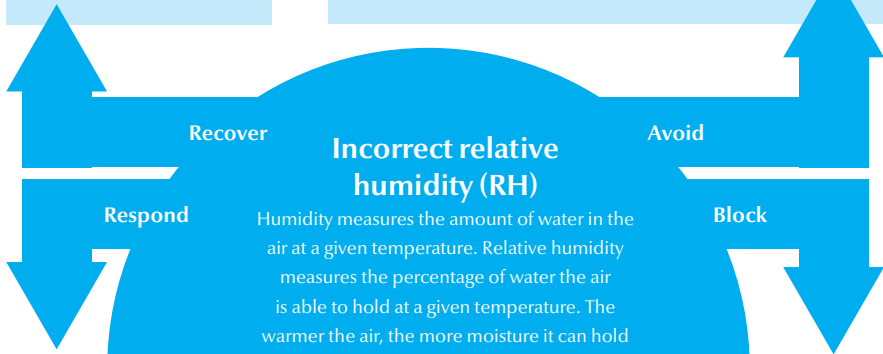 Recover
Avoid
Incorrect relative
humidity (RH)
Respond
Block
Humidity measures the amount of water in the
air at a given temperature. Relative humidity
measures the percentage of water the air
is able to hold at a given temperature. The
warmer the air, the more moisture it can hold